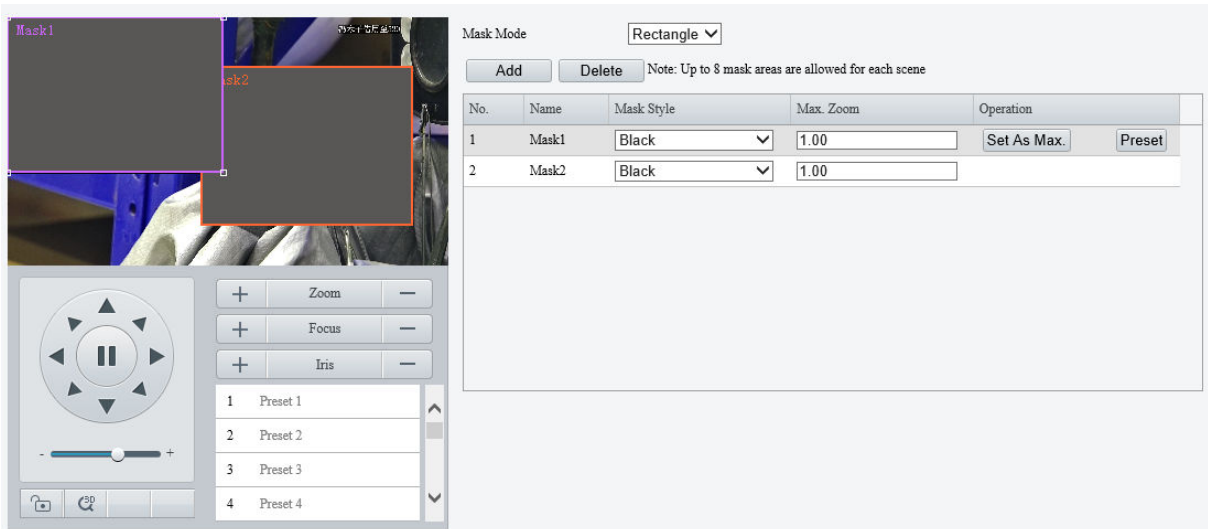 Mask1
sk2
Mask Mode
Rectangle
Add
Delete
Note: Up to 8 mask areas are allowed for each scene
No. Name Mask Style Max. Zoom Operation
1 Mask1 Black 1.00 Set As Max. Preset
2 Mask2 Black 1.00
+ Zoom —
+ Focus —
+ Iris —
1 Preset 1
2 Preset 2
3 Preset 3
4 Preset 4
- +
3D